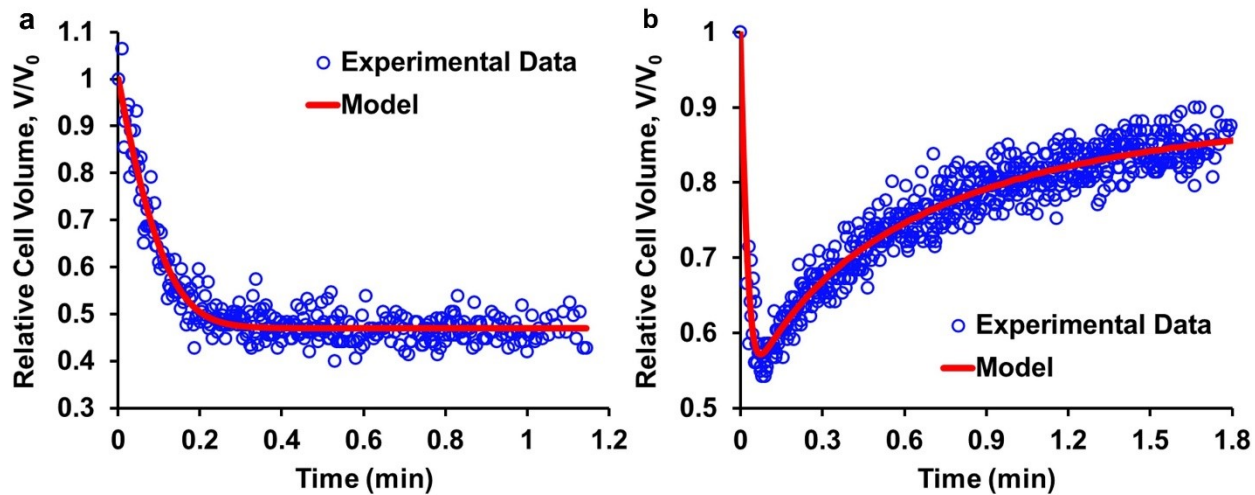 a
Relative Cell Volume, V/V₀
1.1
1
0.9
0.8
0.7
0.6
0.5
0.4
0.3
Experimental Data
Model
0 0.2 0.4 0.6 0.8 1 1.2
Time (min)
b
Relative Cell Volume, V/V₀
1
0.9
0.8
0.7
0.6
0.5
Experimental Data
Model
0 0.3 0.6 0.9 1.2 1.5 1.8
Time (min)